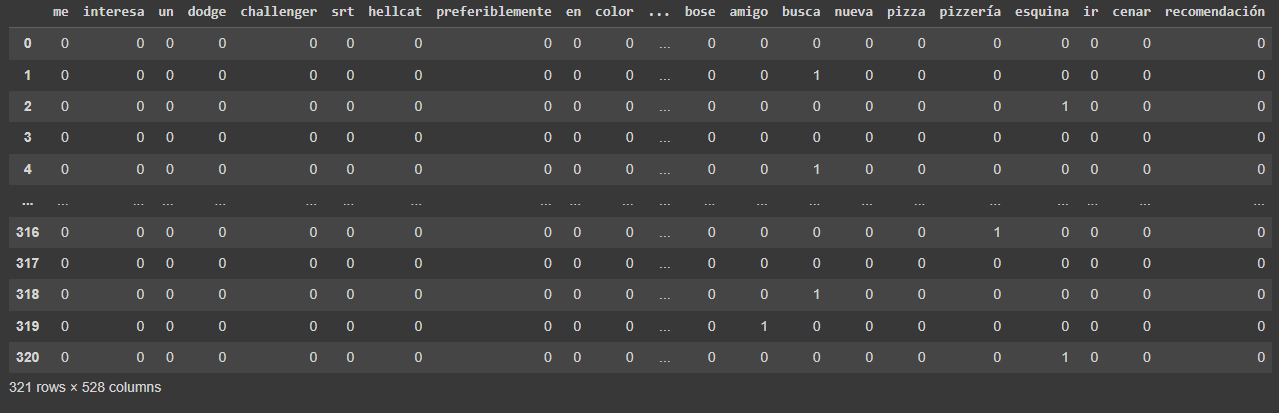 me interesa un dodge challenger srt hellcat preferiblemente en color ... bose amigo busca nueva pizza pizzería esquina ir cenar recomendación
0 0 0 0 0 0 0 0 0 0 0 ... 0 0 0 0 0 0 0 0 0 0
1 0 0 0 0 0 0 0 0 0 0 ... 0 0 1 0 0 0 0 0 0 0
2 0 0 0 0 0 0 0 0 0 0 ... 0 0 0 0 0 0 1 0 0 0
3 0 0 0 0 0 0 0 0 0 0 ... 0 0 0 0 0 0 0 0 0 0
4 0 0 0 0 0 0 0 0 0 0 ... 0 0 1 0 0 0 0 0 0 0
... ... ... ... ... ... ... ... ... ... ... ... ... ... ... ... ... ... ... ... ... ...
316 0 0 0 0 0 0 0 0 0 0 ... 0 0 0 0 0 1 0 0 0 0
317 0 0 0 0 0 0 0 0 0 0 ... 0 0 0 0 0 0 0 0 0 0
318 0 0 0 0 0 0 0 0 0 0 ... 0 0 1 0 0 0 0 0 0 0
319 0 0 0 0 0 0 0 0 0 0 ... 0 1 0 0 0 0 0 0 0 0
320 0 0 0 0 0 0 0 0 0 0 ... 0 0 0 0 0 0 1 0 0 0
321 rows × 528 columns